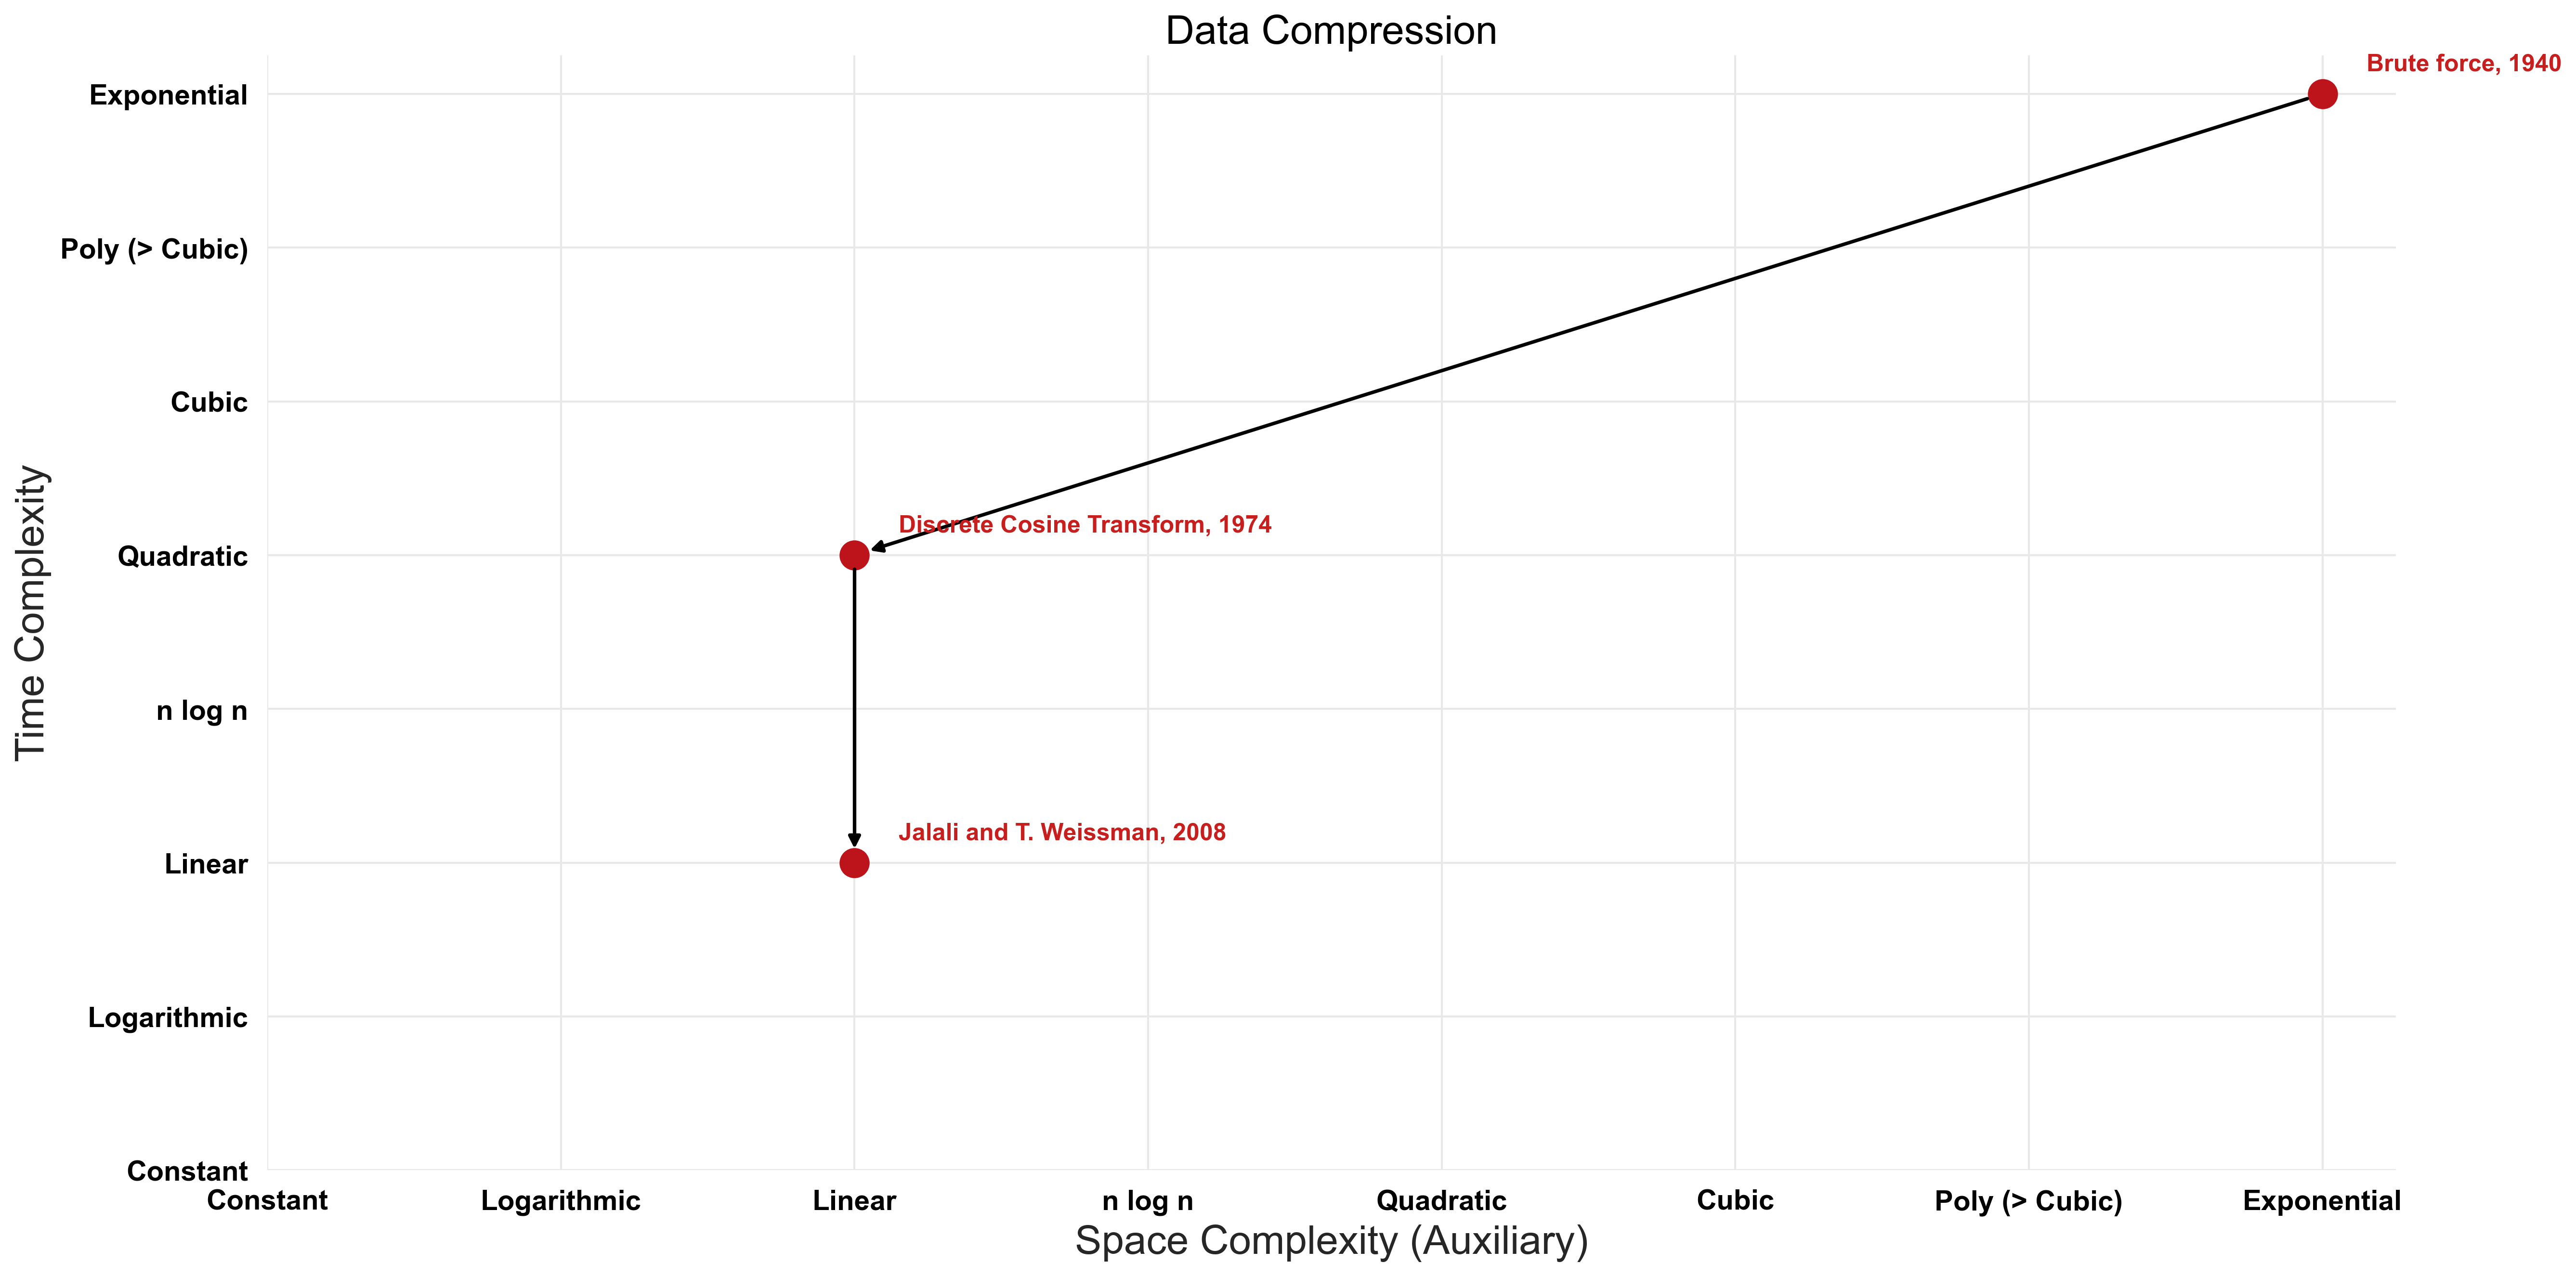 Data Compression
Brute force, 1940
Exponential
Poly (> Cubic)
Cubic
Discrete Cosine Transform, 1974
Quadratic
Time Complexity
n log n
Jalali and T. Weissman, 2008
Linear
Logarithmic
Constant
Constant Logarithmic Linear n log n Quadratic Cubic Poly (> Cubic) Exponential
Space Complexity (Auxiliary)